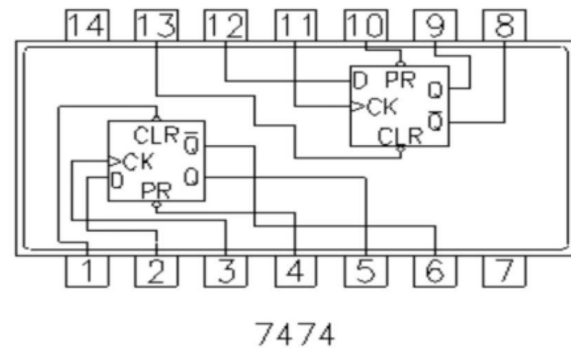 14 13 12 11 10 9 8
D PR Q
CK Q̅
CLR
CLR Q̅
CK
D Q
PR
1 2 3 4 5 6 7
7474